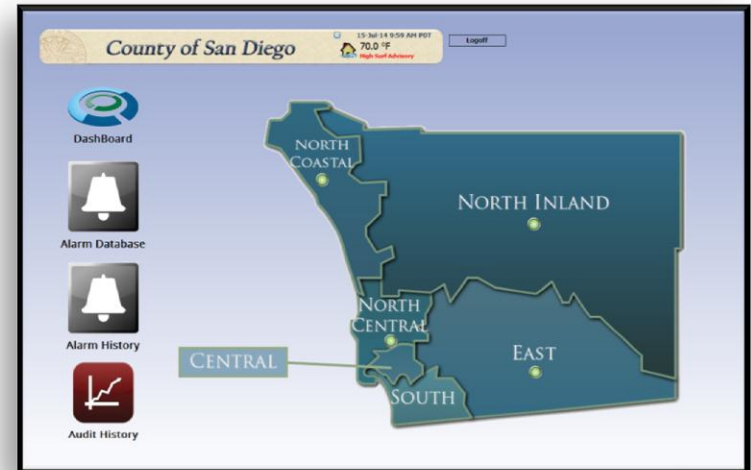 County of San Diego
15-Jul-14 9:59 AM PDT
70.0 °F
High Surf Advisory
Logoff
DashBoard
Alarm Database
Alarm History
Audit History
NORTH
COASTAL
NORTH INLAND
NORTH
CENTRAL
CENTRAL
EAST
SOUTH